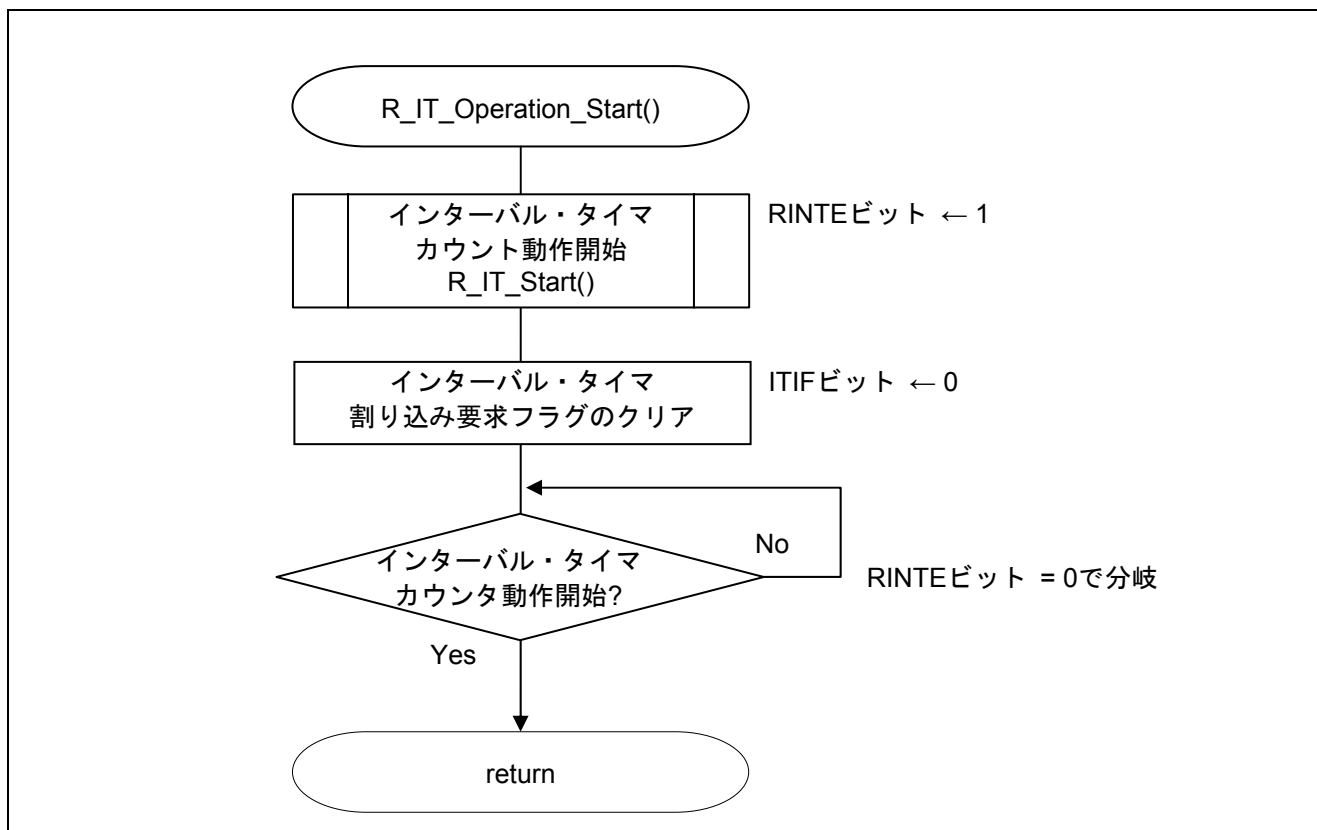 R_IT_Operation_Start()
インターバル・タイマ
カウント動作開始
R_IT_Start()
RINTEビット ← 1
インターバル・タイマ
割り込み要求フラグのクリア
ITIFビット ← 0
インターバル・タイマ
カウンタ動作開始?
No
RINTEビット = 0で分岐
Yes
return